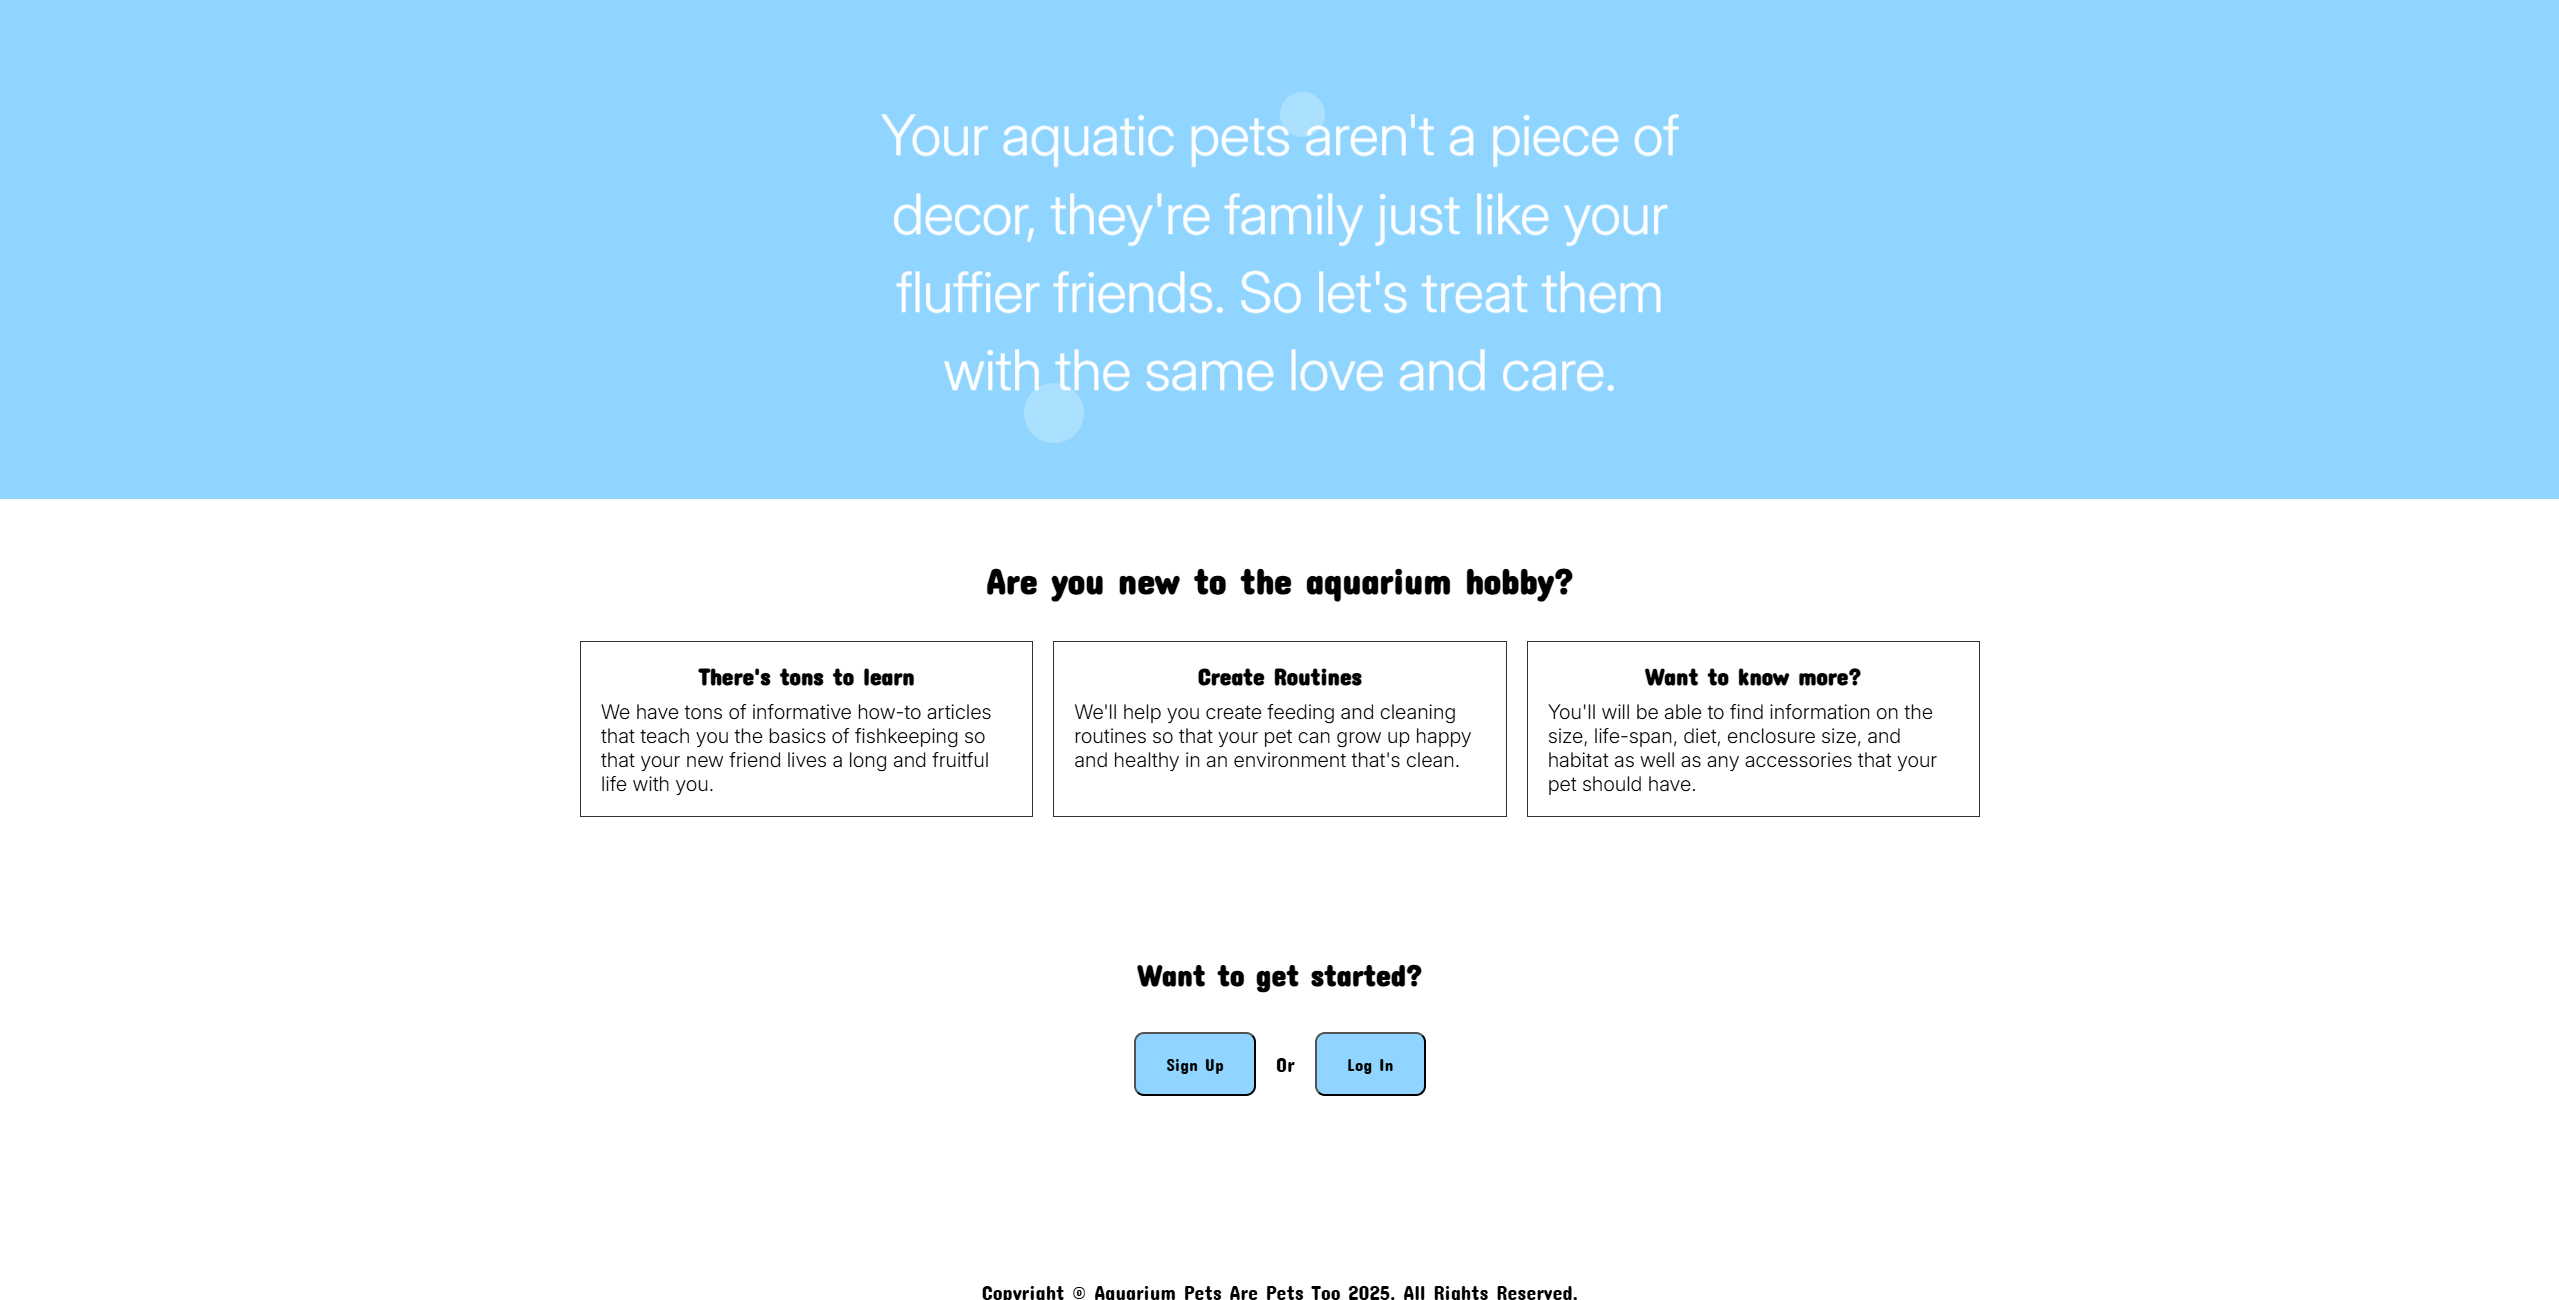 Your aquatic pets aren't a piece of
decor, they're family just like your
fluffier friends. So let's treat them
with the same love and care.
Are you new to the aquarium hobby?
There's tons to learn
We have tons of informative how-to articles
that teach you the basics of fishkeeping so
that your new friend lives a long and fruitful
life with you.
Create Routines
We'll help you create feeding and cleaning
routines so that your pet can grow up happy
and healthy in an environment that's clean.
Want to know more?
You'll will be able to find information on the
size, life-span, diet, enclosure size, and
habitat as well as any accessories that your
pet should have.
Want to get started?
Sign Up Or Log In
Copyright © Aquarium Pets Are Pets Too 2025. All Rights Reserved.